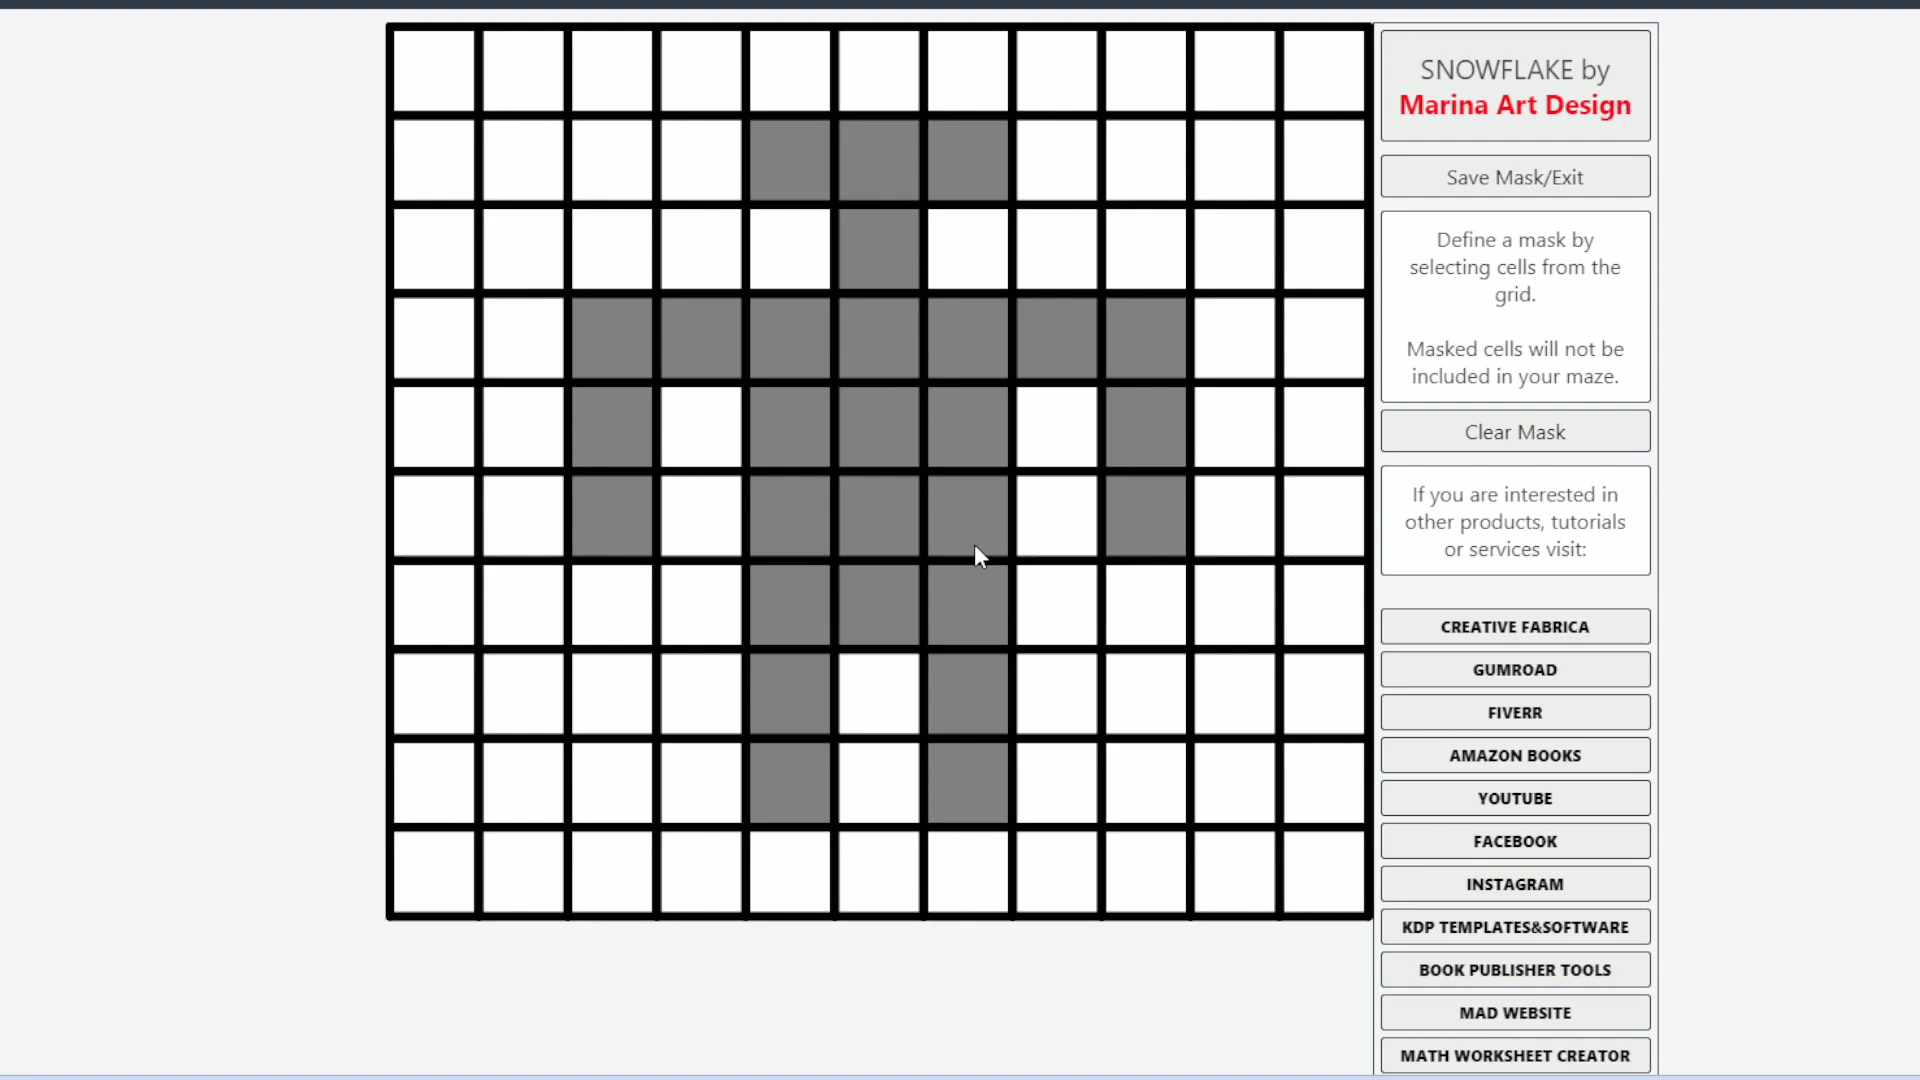 SNOWFLAKE by
Marina Art Design
Save Mask/Exit
Define a mask by
selecting cells from the
grid.
Masked cells will not be
included in your maze.
Clear Mask
If you are interested in
other products, tutorials
or services visit:
CREATIVE FABRICA
GUMROAD
FIVERR
AMAZON BOOKS
YOUTUBE
FACEBOOK
INSTAGRAM
KDP TEMPLATES&SOFTWARE
BOOK PUBLISHER TOOLS
MAD WEBSITE
MATH WORKSHEET CREATOR